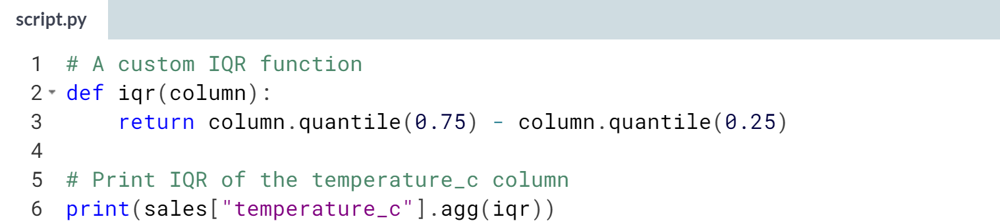 script.py
1 # A custom IQR function
2 def iqr(column):
3     return column.quantile(0.75) - column.quantile(0.25)
4
5 # Print IQR of the temperature_c column
6 print(sales["temperature_c"].agg(iqr))